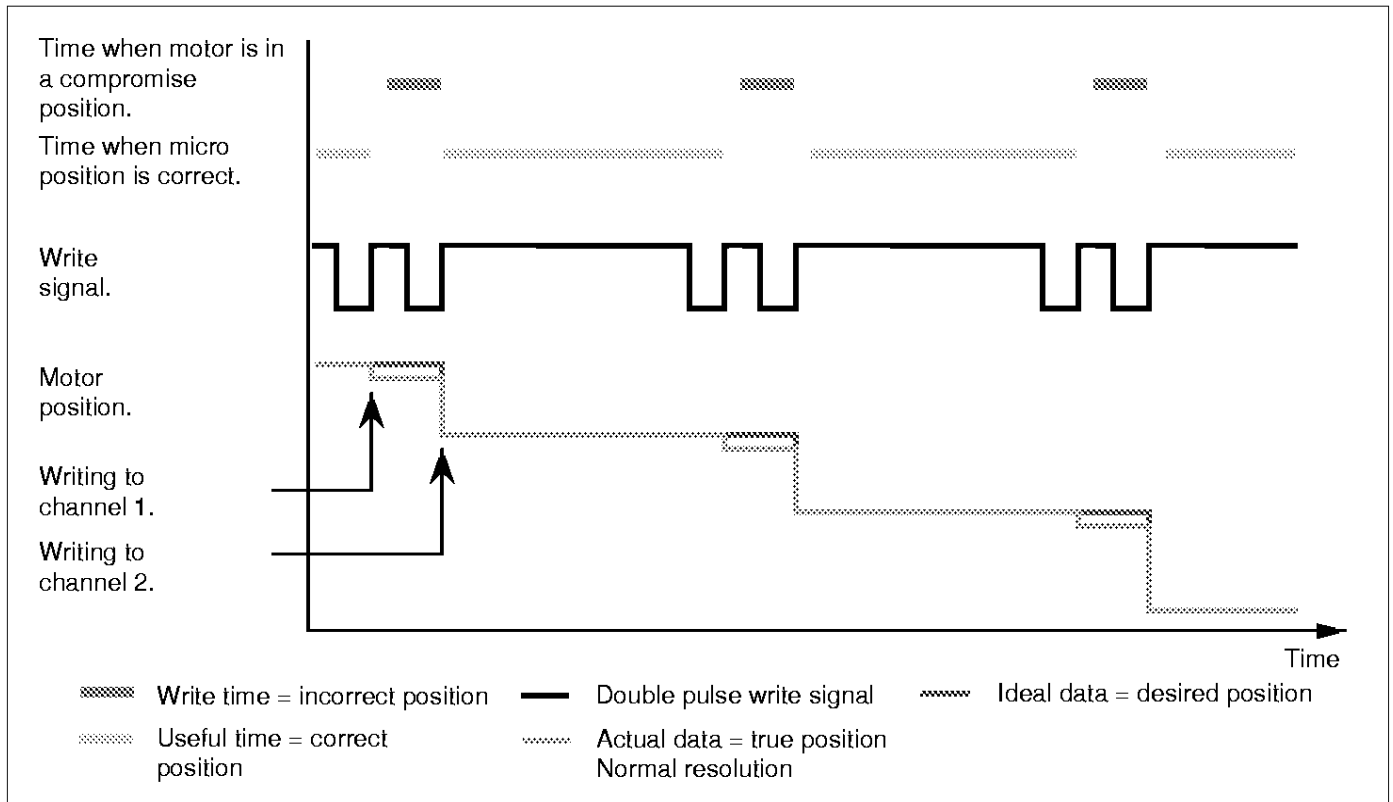 Time when motor is in
a compromise
position.
Time when micro
position is correct.
Write
signal.
Motor
position.
Writing to
channel 1.
Writing to
channel 2.
Time
Write time = incorrect position
Double pulse write signal
Ideal data = desired position
Useful time = correct
position
Actual data = true position
Normal resolution